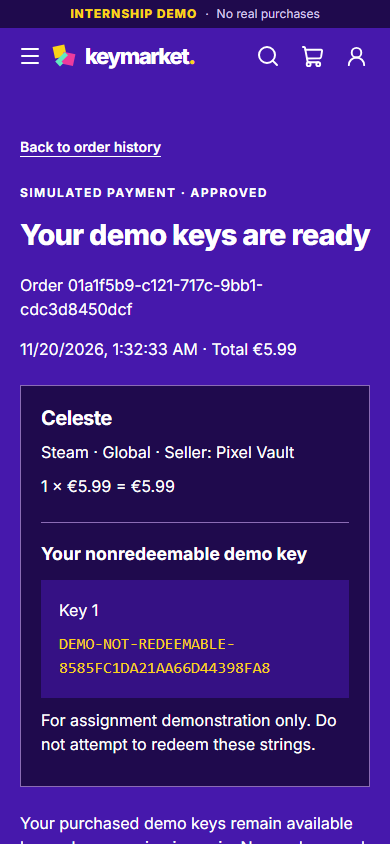 INTERNSHIP DEMO · No real purchases
keymarket.
Back to order history
SIMULATED PAYMENT · APPROVED
Your demo keys are ready
Order 01a1f5b9-c121-717c-9bb1-
cdc3d8450dcf
11/20/2026, 1:32:33 AM · Total €5.99
Celeste
Steam · Global · Seller: Pixel Vault
1 × €5.99 = €5.99
Your nonredeemable demo key
Key 1
DEMO-NOT-REDEEMABLE-
8585FC1DA21AA66D44398FA8
For assignment demonstration only. Do
not attempt to redeem these strings.
Your purchased demo keys remain available